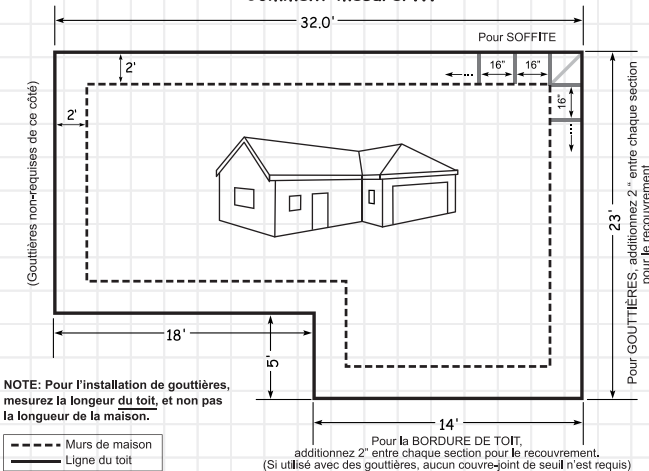 32.0'
Pour SOFFITE
2'
16"
16"
2'
16"
(Gouttières non-requises de ce côté)
23'
Pour GOUTTIÈRES, additionnez 2 " entre chaque section
pour le recouvrement
18'
5'
14'
NOTE: Pour l'installation de gouttières,
mesurez la longeur du toit, et non pas
la longueur de la maison.
Murs de maison
Ligne du toit
Pour la BORDURE DE TOIT,
additionnez 2" entre chaque section pour le recouvrement.
(Si utilisé avec des gouttières, aucun couvre-joint de seuil n'est requis)